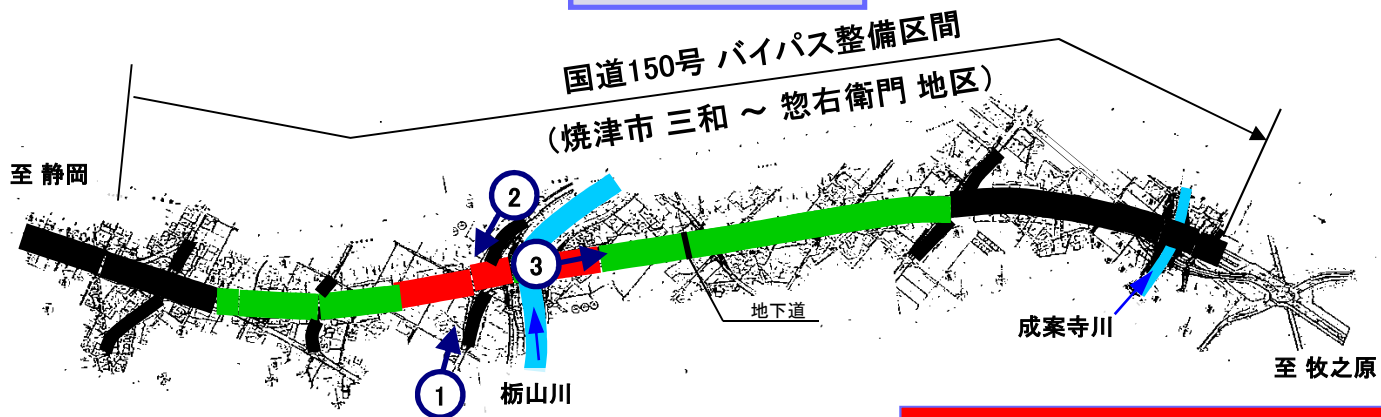 国道150号 バイパス整備区間
(焼津市 三和 ～ 惣右衛門 地区)
至 静岡
2
3
地下道
成案寺川
至 牧之原
1
栃山川